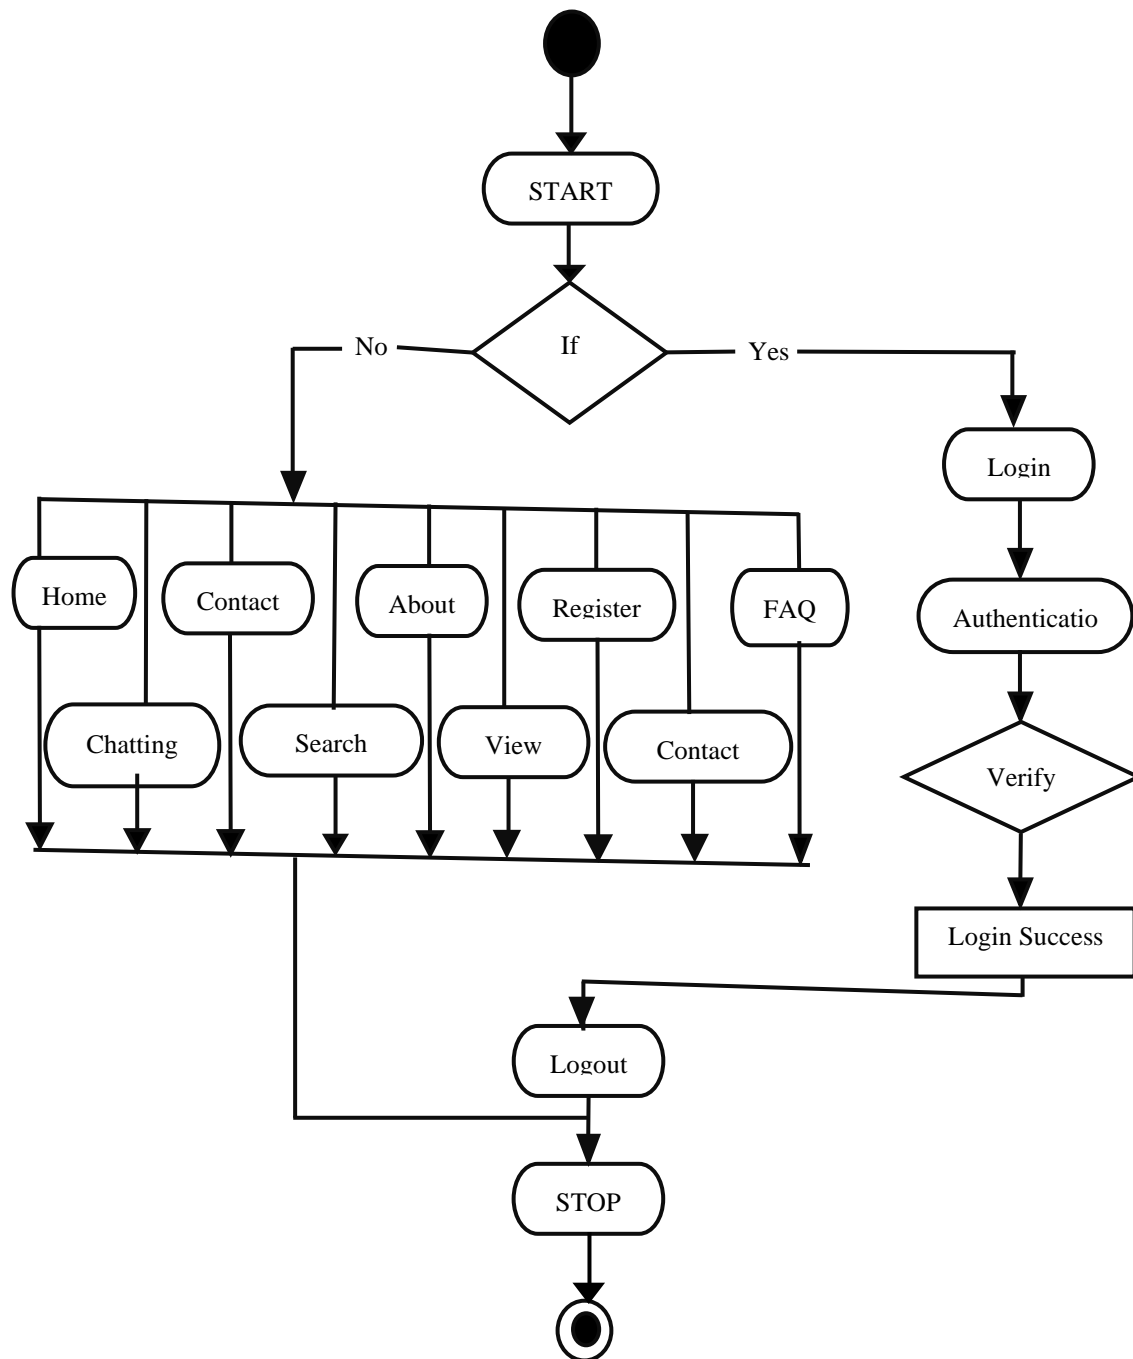 START
If
No
Yes
Login
Home
Contact
About
Register
FAQ
Authenticatio
Chatting
Search
View
Contact
Verify
Login Success
Logout
STOP